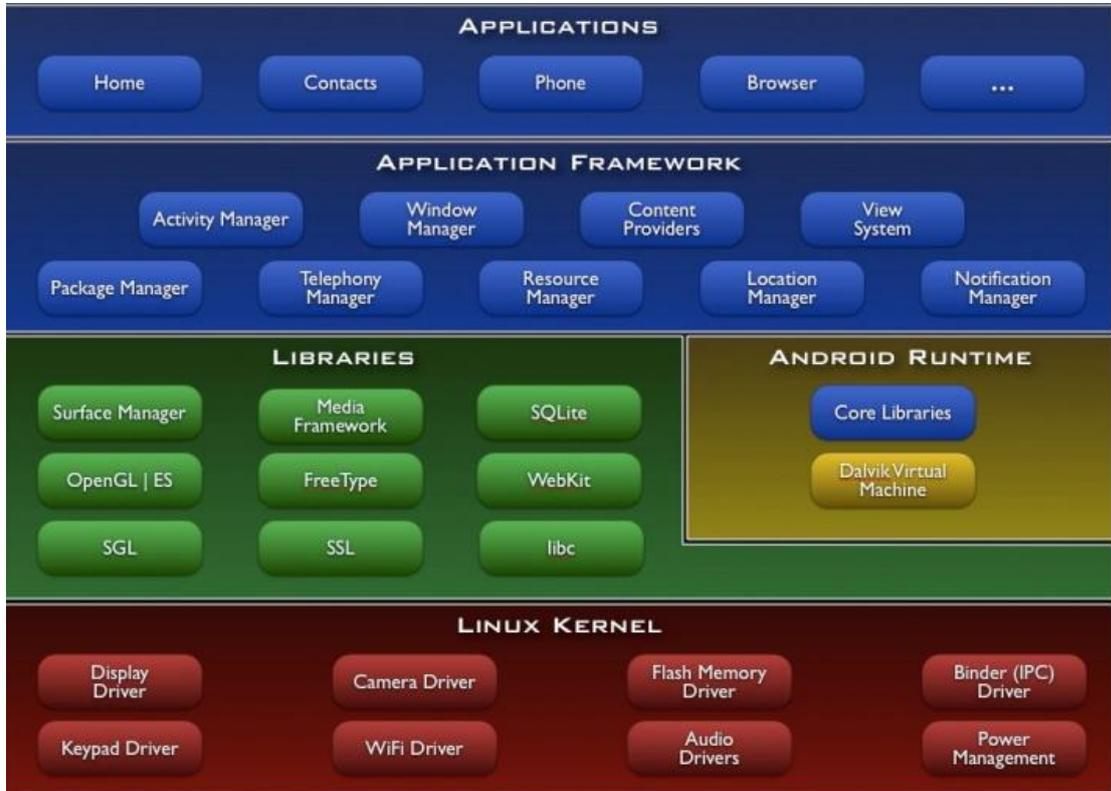 APPLICATIONS
Home
Contacts
Phone
Browser
...
APPLICATION FRAMEWORK
Activity Manager
Window
Manager
Content
Providers
View
System
Package Manager
Telephony
Manager
Resource
Manager
Location
Manager
Notification
Manager
LIBRARIES
Surface Manager
Media
Framework
SQLite
OpenGL | ES
FreeType
WebKit
SGL
SSL
libc
ANDROID RUNTIME
Core Libraries
Dalvik Virtual
Machine
LINUX KERNEL
Display
Driver
Camera Driver
Flash Memory
Driver
Binder (IPC)
Driver
Keypad Driver
WiFi Driver
Audio
Drivers
Power
Management